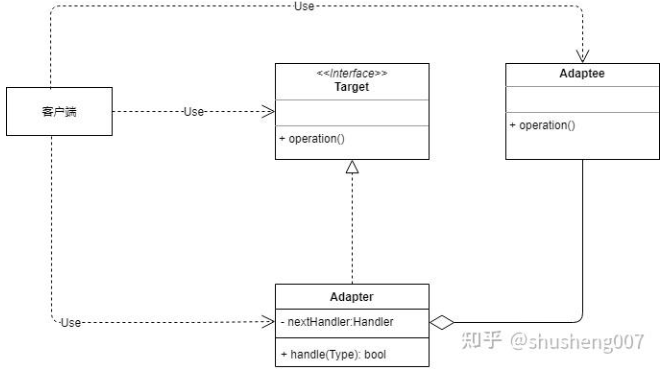 Use
<<Interface>>
Target
Adaptee
客户端
Use
+ operation()
+ operation()
Adapter
Use
- nextHandler:Handler
+ handle(Type): bool
知乎 @shusheng007